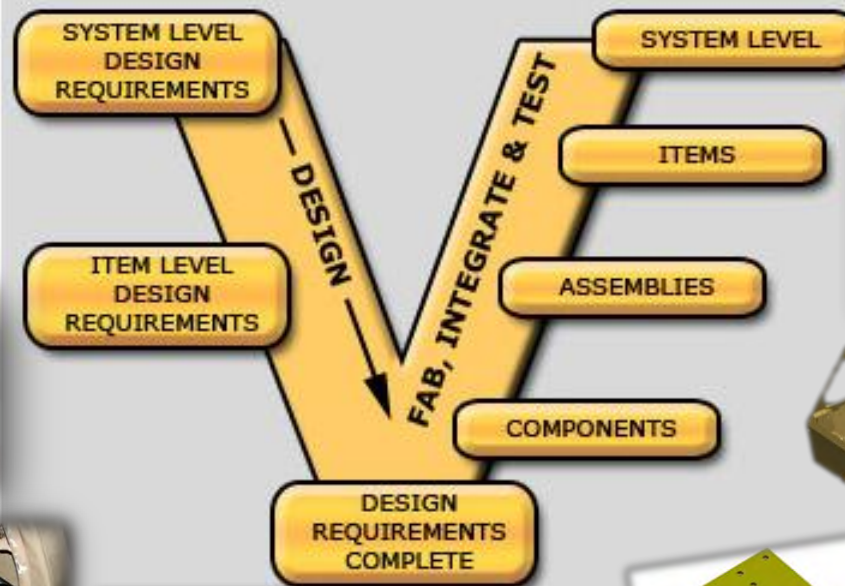 SYSTEM LEVEL
DESIGN
REQUIREMENTS
ITEM LEVEL
DESIGN
REQUIREMENTS
— DESIGN
DESIGN
REQUIREMENTS
COMPLETE
FAB, INTEGRATE & TEST
SYSTEM LEVEL
ITEMS
ASSEMBLIES
COMPONENTS